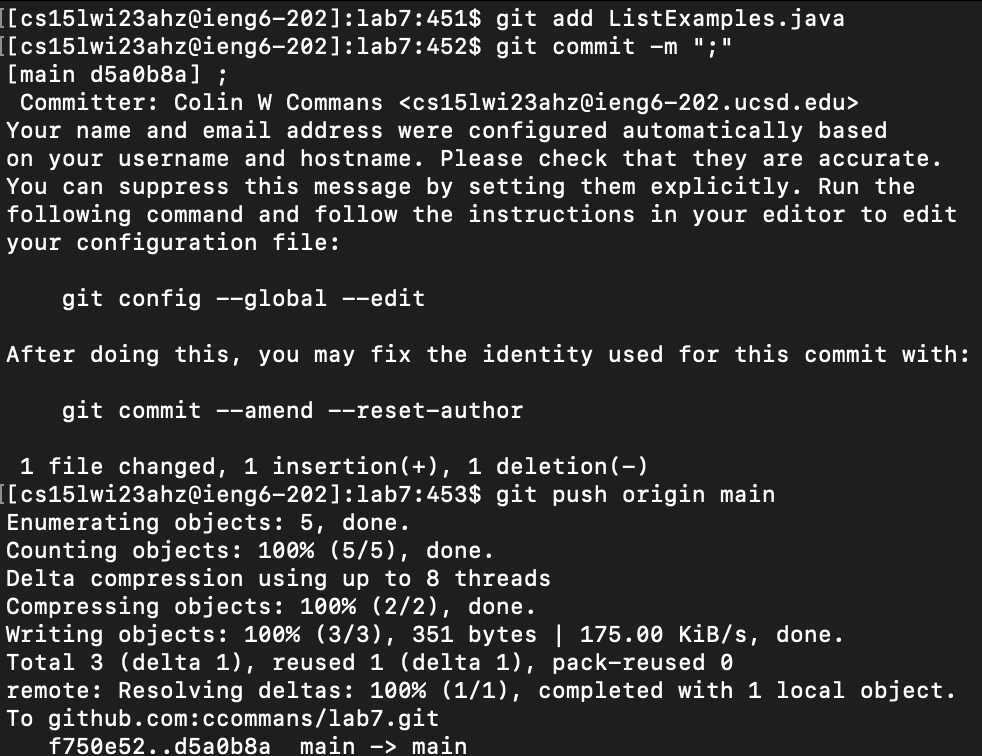 [[cs15lwi23ahz@ieng6-202]:lab7:451$ git add ListExamples.java
[[cs15lwi23ahz@ieng6-202]:lab7:452$ git commit -m ";"
[main d5a0b8a] ;
 Committer: Colin W Commans <cs15lwi23ahz@ieng6-202.ucsd.edu>
Your name and email address were configured automatically based
on your username and hostname. Please check that they are accurate.
You can suppress this message by setting them explicitly. Run the
following command and follow the instructions in your editor to edit
your configuration file:

    git config --global --edit

After doing this, you may fix the identity used for this commit with:

    git commit --amend --reset-author

 1 file changed, 1 insertion(+), 1 deletion(-)
[[cs15lwi23ahz@ieng6-202]:lab7:453$ git push origin main
Enumerating objects: 5, done.
Counting objects: 100% (5/5), done.
Delta compression using up to 8 threads
Compressing objects: 100% (2/2), done.
Writing objects: 100% (3/3), 351 bytes | 175.00 KiB/s, done.
Total 3 (delta 1), reused 1 (delta 1), pack-reused 0
remote: Resolving deltas: 100% (1/1), completed with 1 local object.
To github.com:ccommans/lab7.git
   f750e52..d5a0b8a  main -> main